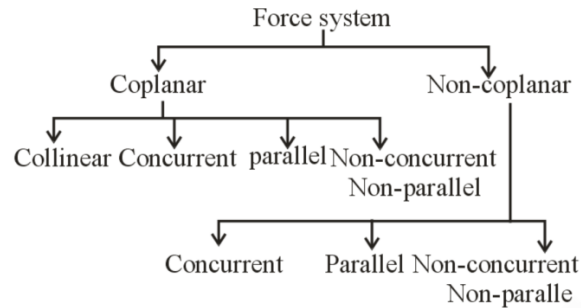 Force system
Coplanar Non-coplanar
Collinear Concurrent parallel Non-concurrent
Non-parallel
Concurrent Parallel Non-concurrent
Non-paralle